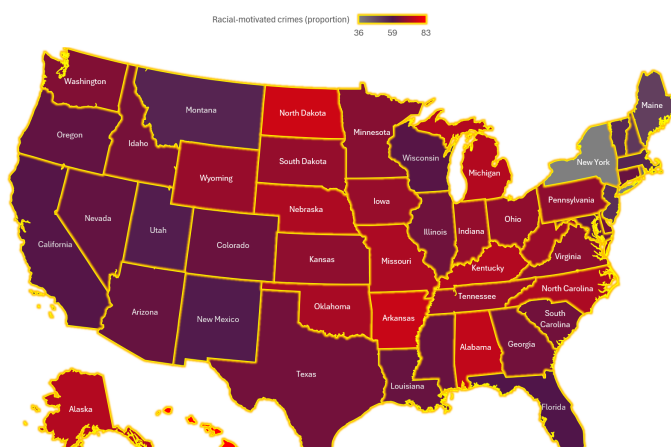 Racial-motivated crimes (proportion)
36 59 83
Washington
Montana
North Dakota
Minnesota
Maine
Oregon
Idaho
Wyoming
South Dakota
Wisconsin
Michigan
New York
Nebraska
Iowa
Pennsylvania
Nevada
Utah
Colorado
Illinois
Indiana
Ohio
California
Kansas
Missouri
Kentucky
Virginia
Arizona
New Mexico
Oklahoma
Arkansas
Tennessee
North Carolina
South
Carolina
Texas
Louisiana
Alabama
Georgia
Alaska
Florida